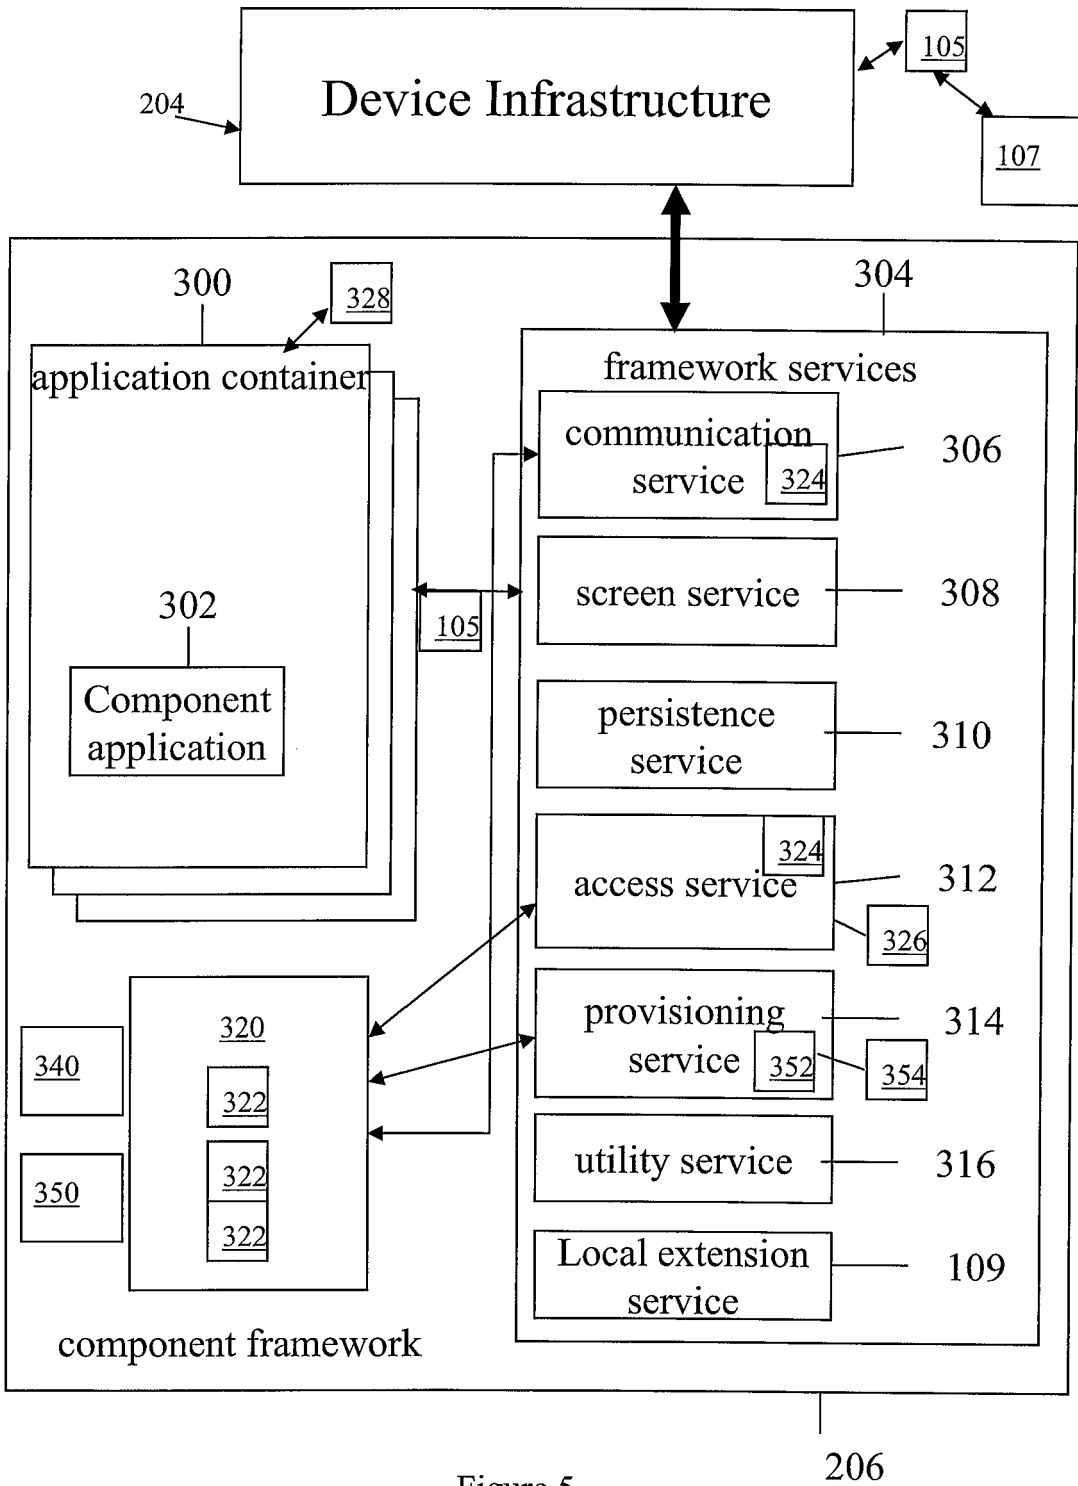 105
Device Infrastructure
204
107
300
328
304
application container
framework services
communication
service
324
306
302
Component
application
105
screen service
308
persistence
service
310
324
access service
312
326
320
322
322
322
340
350
provisioning
service
352
314
354
utility service
316
Local extension
service
109
component framework
206
Figure 5